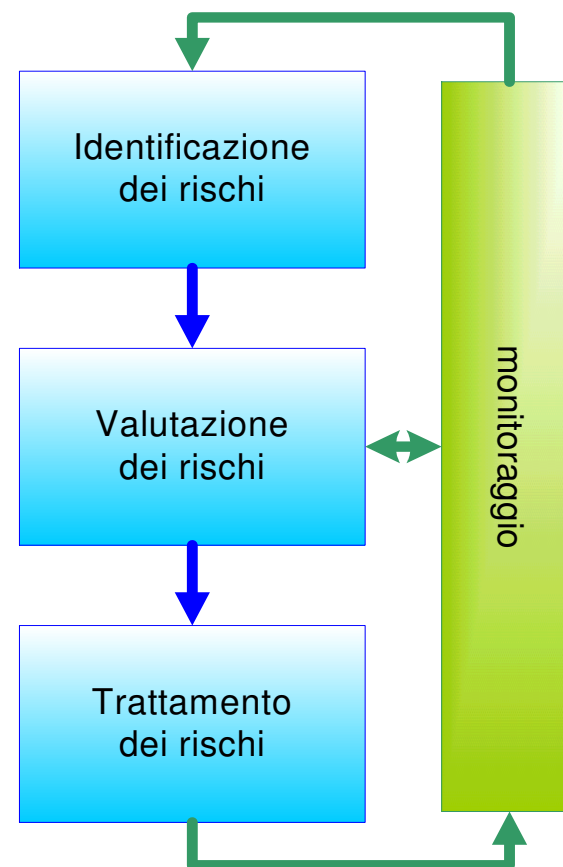 Identificazione
dei rischi
Valutazione
dei rischi
monitoraggio
Trattamento
dei rischi